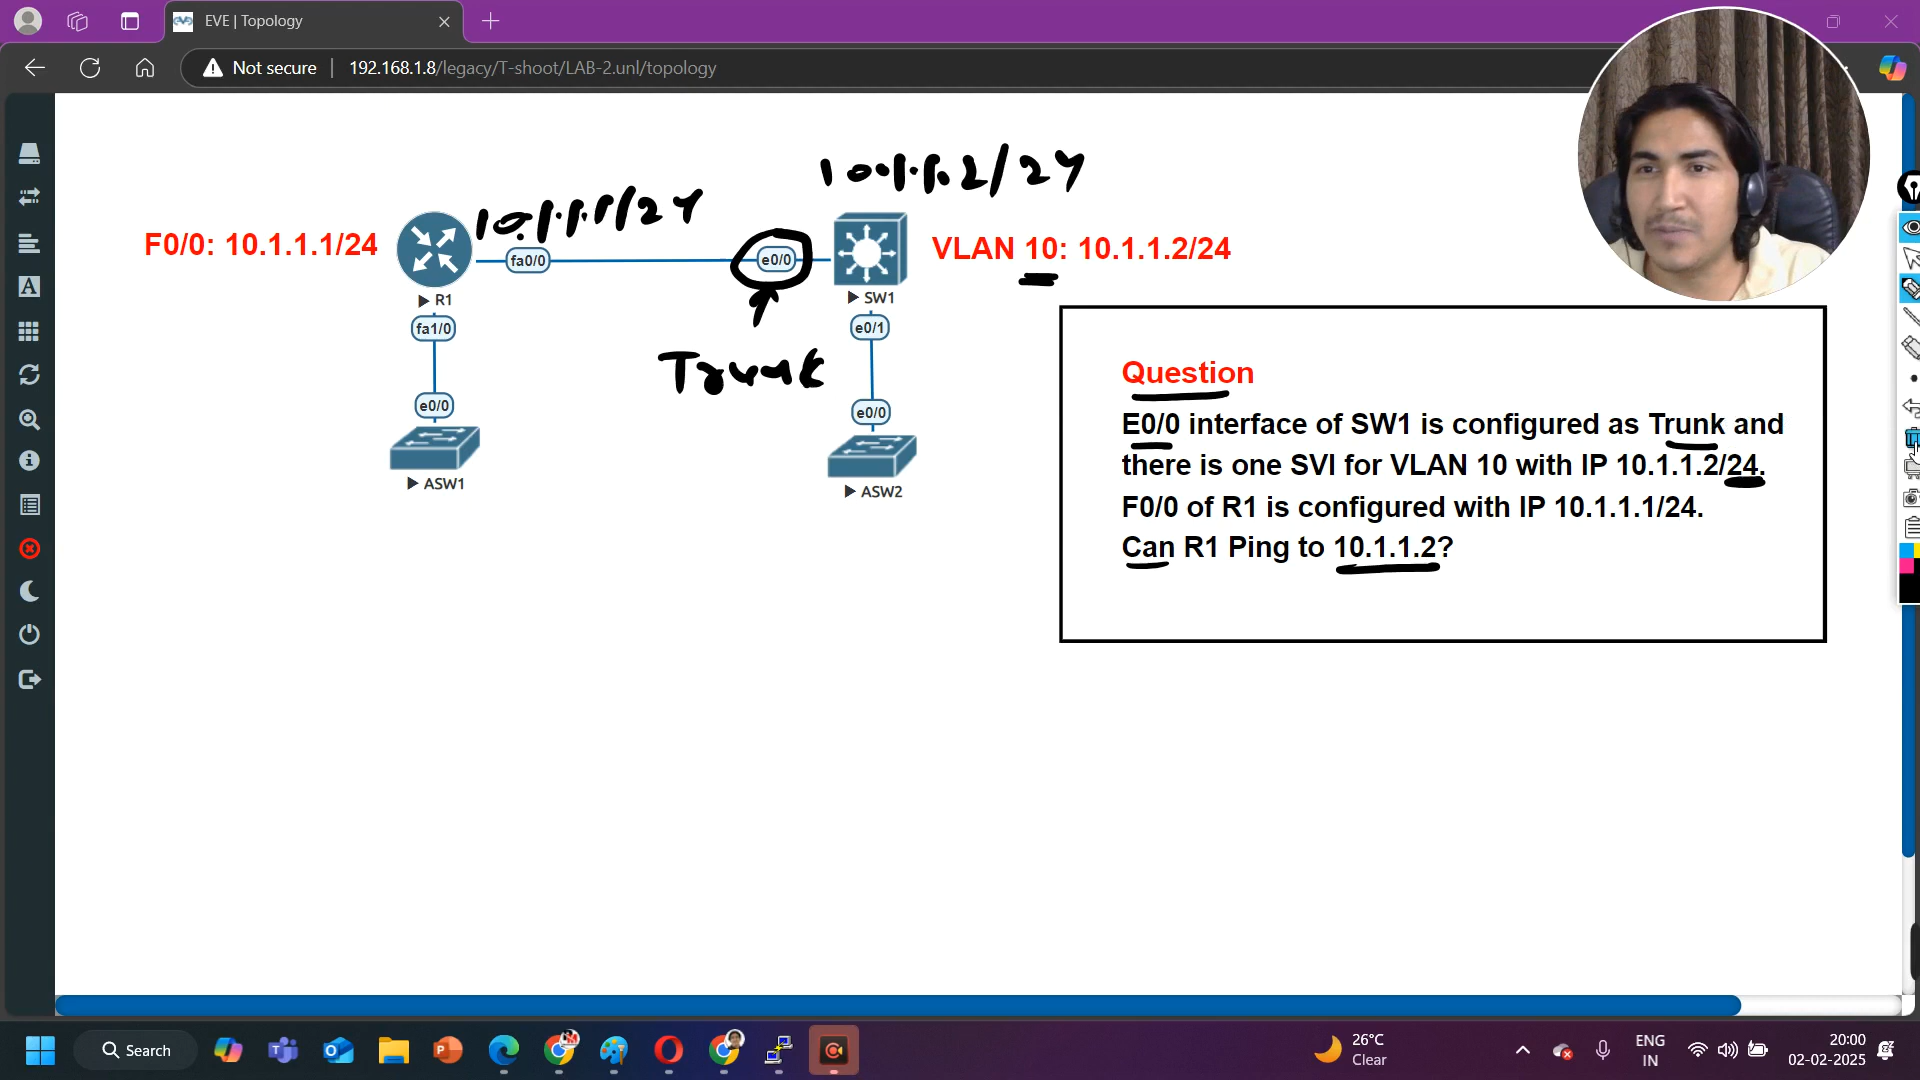 EVE | Topology
Not secure
192.168.1.8/legacy/T-shoot/LAB-2.unl/topology
10.1.1.2/24
10.1.1.1/24
F0/0: 10.1.1.1/24
VLAN 10: 10.1.1.2/24
fa0/0
e0/0
R1
SW1
fa1/0
e0/1
Trunk
e0/0
e0/0
ASW1
ASW2
Question
E0/0 interface of SW1 is configured as Trunk and
there is one SVI for VLAN 10 with IP 10.1.1.2/24.
F0/0 of R1 is configured with IP 10.1.1.1/24.
Can R1 Ping to 10.1.1.2?
Search
26°C
Clear
ENG
IN
20:00
02-02-2025